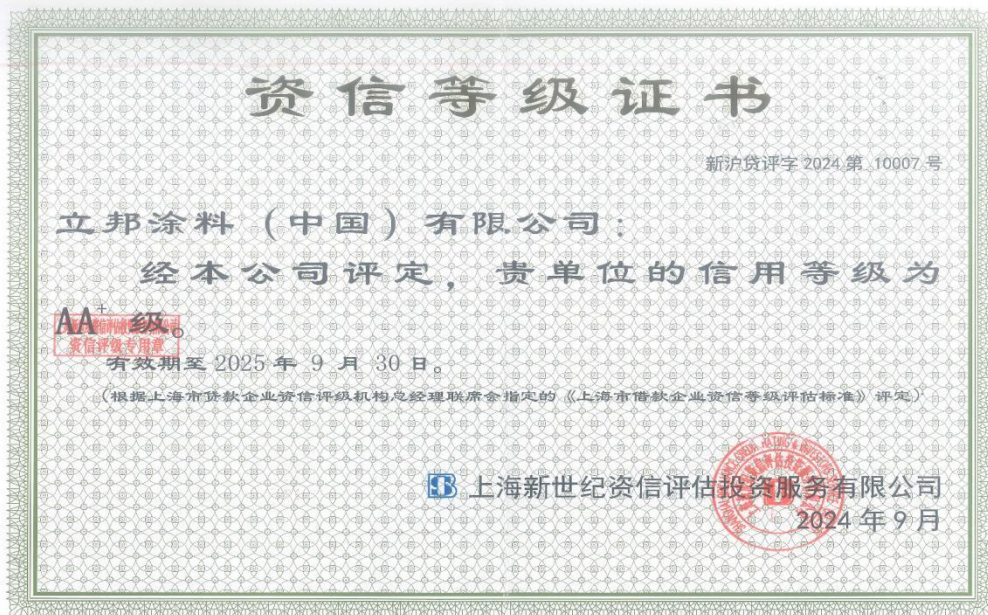 资信等级证书
新沪贷评字 2024 第 10007 号
立邦涂料（中国）有限公司：
经本公司评定，贵单位的信用等级为
AA+ 级。
资信评级专用章
有效期至 2025 年 9 月 30 日。
（根据上海市贷款企业资信评级机构总经理联席会指定的《上海市借款企业资信等级评估标准》评定）
上海新世纪资信评估投资服务有限公司
2024 年 9 月